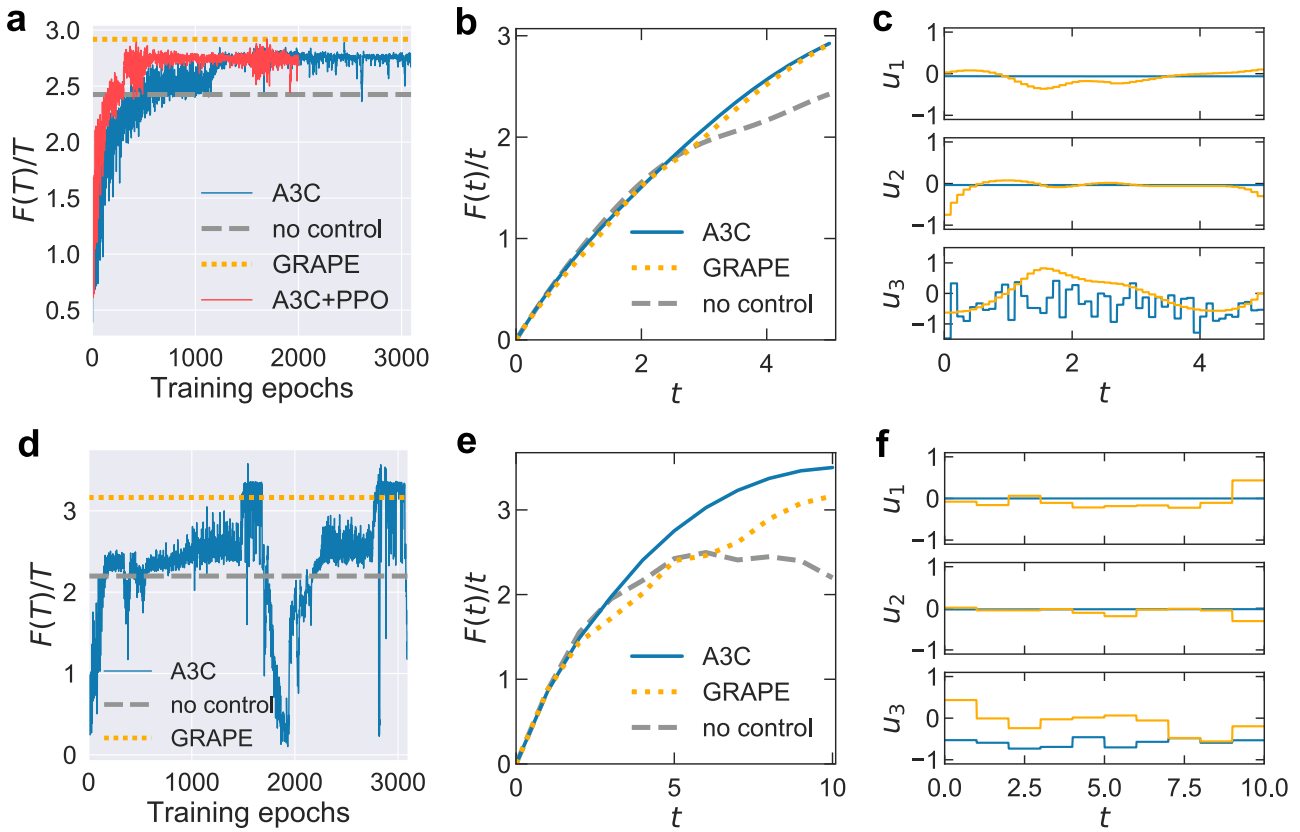 a
3.0
2.5
2.0
1.5
1.0
0.5
F(T)/T
A3C
no control
GRAPE
A3C+PPO
0
1000
2000
3000
Training epochs
b
3
2
1
0
F(t)/t
A3C
GRAPE
no control
0
2
4
t
c
1
0
−1
u1
1
0
−1
u2
1
0
−1
u3
0
2
4
t
d
3
2
1
0
F(T)/T
A3C
no control
GRAPE
0
1000
2000
3000
Training epochs
e
3
2
1
0
F(t)/t
A3C
GRAPE
no control
0
5
10
t
f
1
0
−1
u1
1
0
−1
u2
1
0
−1
u3
0.0
2.5
5.0
7.5
10.0
t